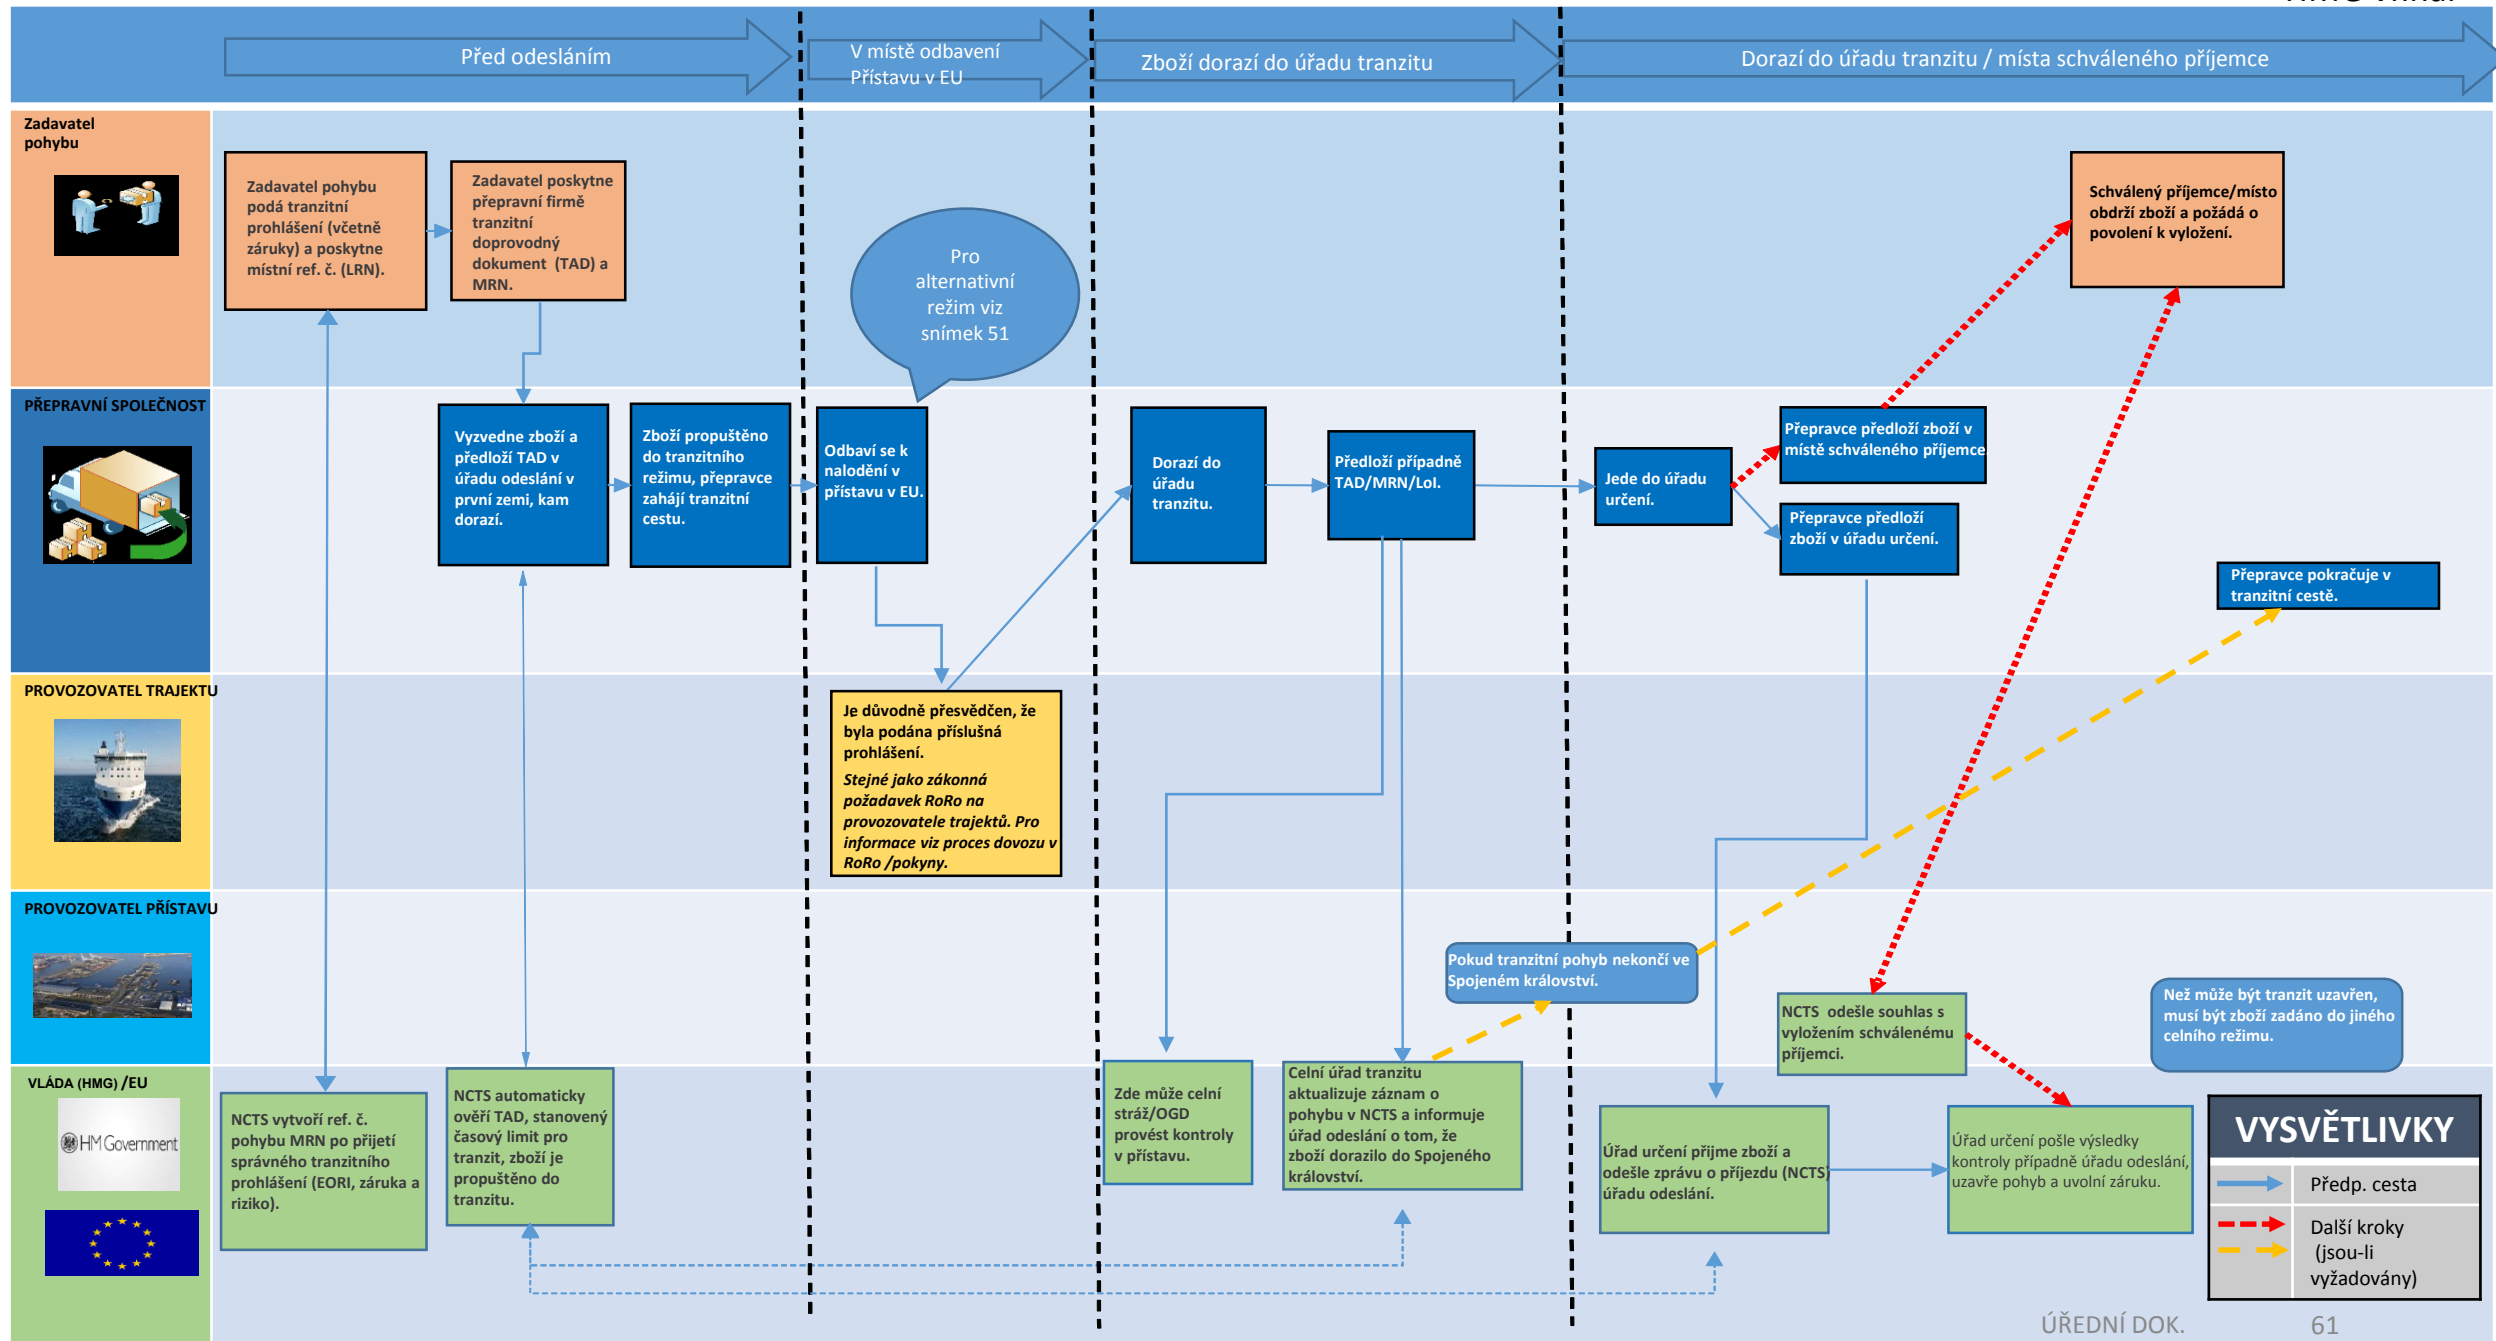 Před odesláním
V místě odbavení
Přístavu v EU
Zboží dorazí do úřadu tranzitu
Dorazí do úřadu tranzitu / místa schváleného příjemce
Zadavatel
pohybu
Zadavatel pohybu
podá tranzitní
prohlášení (včetně
záruky) a poskytne
místní ref. č. (LRN).
Zadavatel poskytne
přepravní firmě
tranzitní
doprovodný
dokument (TAD) a
MRN.
Pro
alternativní
režim viz
snímek 51
Schválený příjemce/místo
obdrží zboží a požádá o
povolení k vyložení.
PŘEPRAVNÍ SPOLEČNOST
Vyzvedne zboží a
předloží TAD v
úřadu odeslání v
první zemi, kam
dorazí.
Zboží propuštěno
do tranzitního
režimu, přepravce
zahájí tranzitní
cestu.
Odbaví se k
nalodění v
přístavu v EU.
Dorazí do
úřadu
tranzitu.
Předloží případně
TAD/MRN/LoI.
Jede do úřadu
určení.
Přepravce předloží zboží v
místě schváleného příjemce.
Přepravce předloží
zboží v úřadu určení.
Přepravce pokračuje v
tranzitní cestě.
PROVOZOVATEL TRAJEKTU
Je důvodně přesvědčen, že
byla podána příslušná
prohlášení.
Stejné jako zákonná
požadavek RoRo na
provozovatele trajektů. Pro
informace viz proces dovozu v
RoRo /pokyny.
PROVOZOVATEL PŘÍSTAVU
Pokud tranzitní pohyb nekončí ve
Spojeném království.
NCTS odešle souhlas s
vyložením schválenému
příjemci.
Než může být tranzit uzavřen,
musí být zboží zadáno do jiného
celního režimu.
VLÁDA (HMG) /EU
HM Government
NCTS vytvoří ref. č.
pohybu MRN po přijetí
správného tranzitního
prohlášení (EORI, záruka a
riziko).
NCTS automaticky
ověří TAD, stanovený
časový limit pro
tranzit, zboží je
propuštěno do
tranzitu.
Zde může celní
stráž/OGD
provést kontroly
v přístavu.
Celní úřad tranzitu
aktualizuje záznam o
pohybu v NCTS a informuje
úřad odeslání o tom, že
zboží dorazilo do Spojeného
království.
Úřad určení přijme zboží a
odešle zprávu o příjezdu (NCTS)
úřadu odeslání.
Úřad určení pošle výsledky
kontroly případně úřadu odeslání,
uzavře pohyb a uvolní záruku.
VYSVĚTLIVKY
Předp. cesta
Další kroky
(jsou-li
vyžadovány)
ÚŘEDNÍ DOK.
61